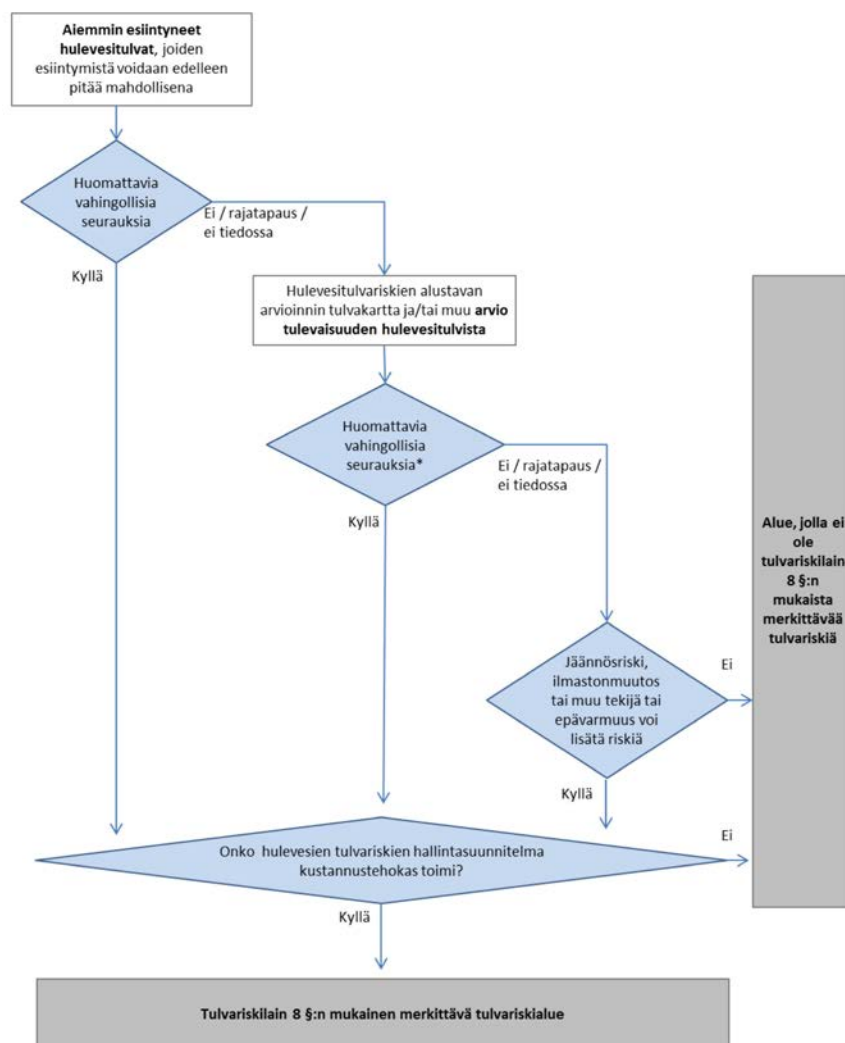 Aiemmin esiintyneet
hulevesitulvat, joiden
esiintymistä voidaan edelleen
pitää mahdollisena
Huomattavia
vahingollisia
seurauksia
Ei / rajatapaus /
ei tiedossa
Kyllä
Hulevesitulvariskien alustavan
arvioinnin tulvakartta ja/tai muu arvio
tulevaisuuden hulevesitulvista
Huomattavia
vahingollisia
seurauksia*
Ei / rajatapaus /
ei tiedossa
Kyllä
Alue, jolla ei
ole
tulvariskilain
8 §:n
mukaista
merkittävää
tulvariskiä
Jäännösriski,
ilmastonmuutos
tai muu tekijä tai
epävarmuus voi
lisätä riskiä
Ei
Kyllä
Onko hulevesien tulvariskien hallintasuunnitelma
kustannustehokas toimi?
Ei
Kyllä
Tulvariskilain 8 §:n mukainen merkittävä tulvariskialue